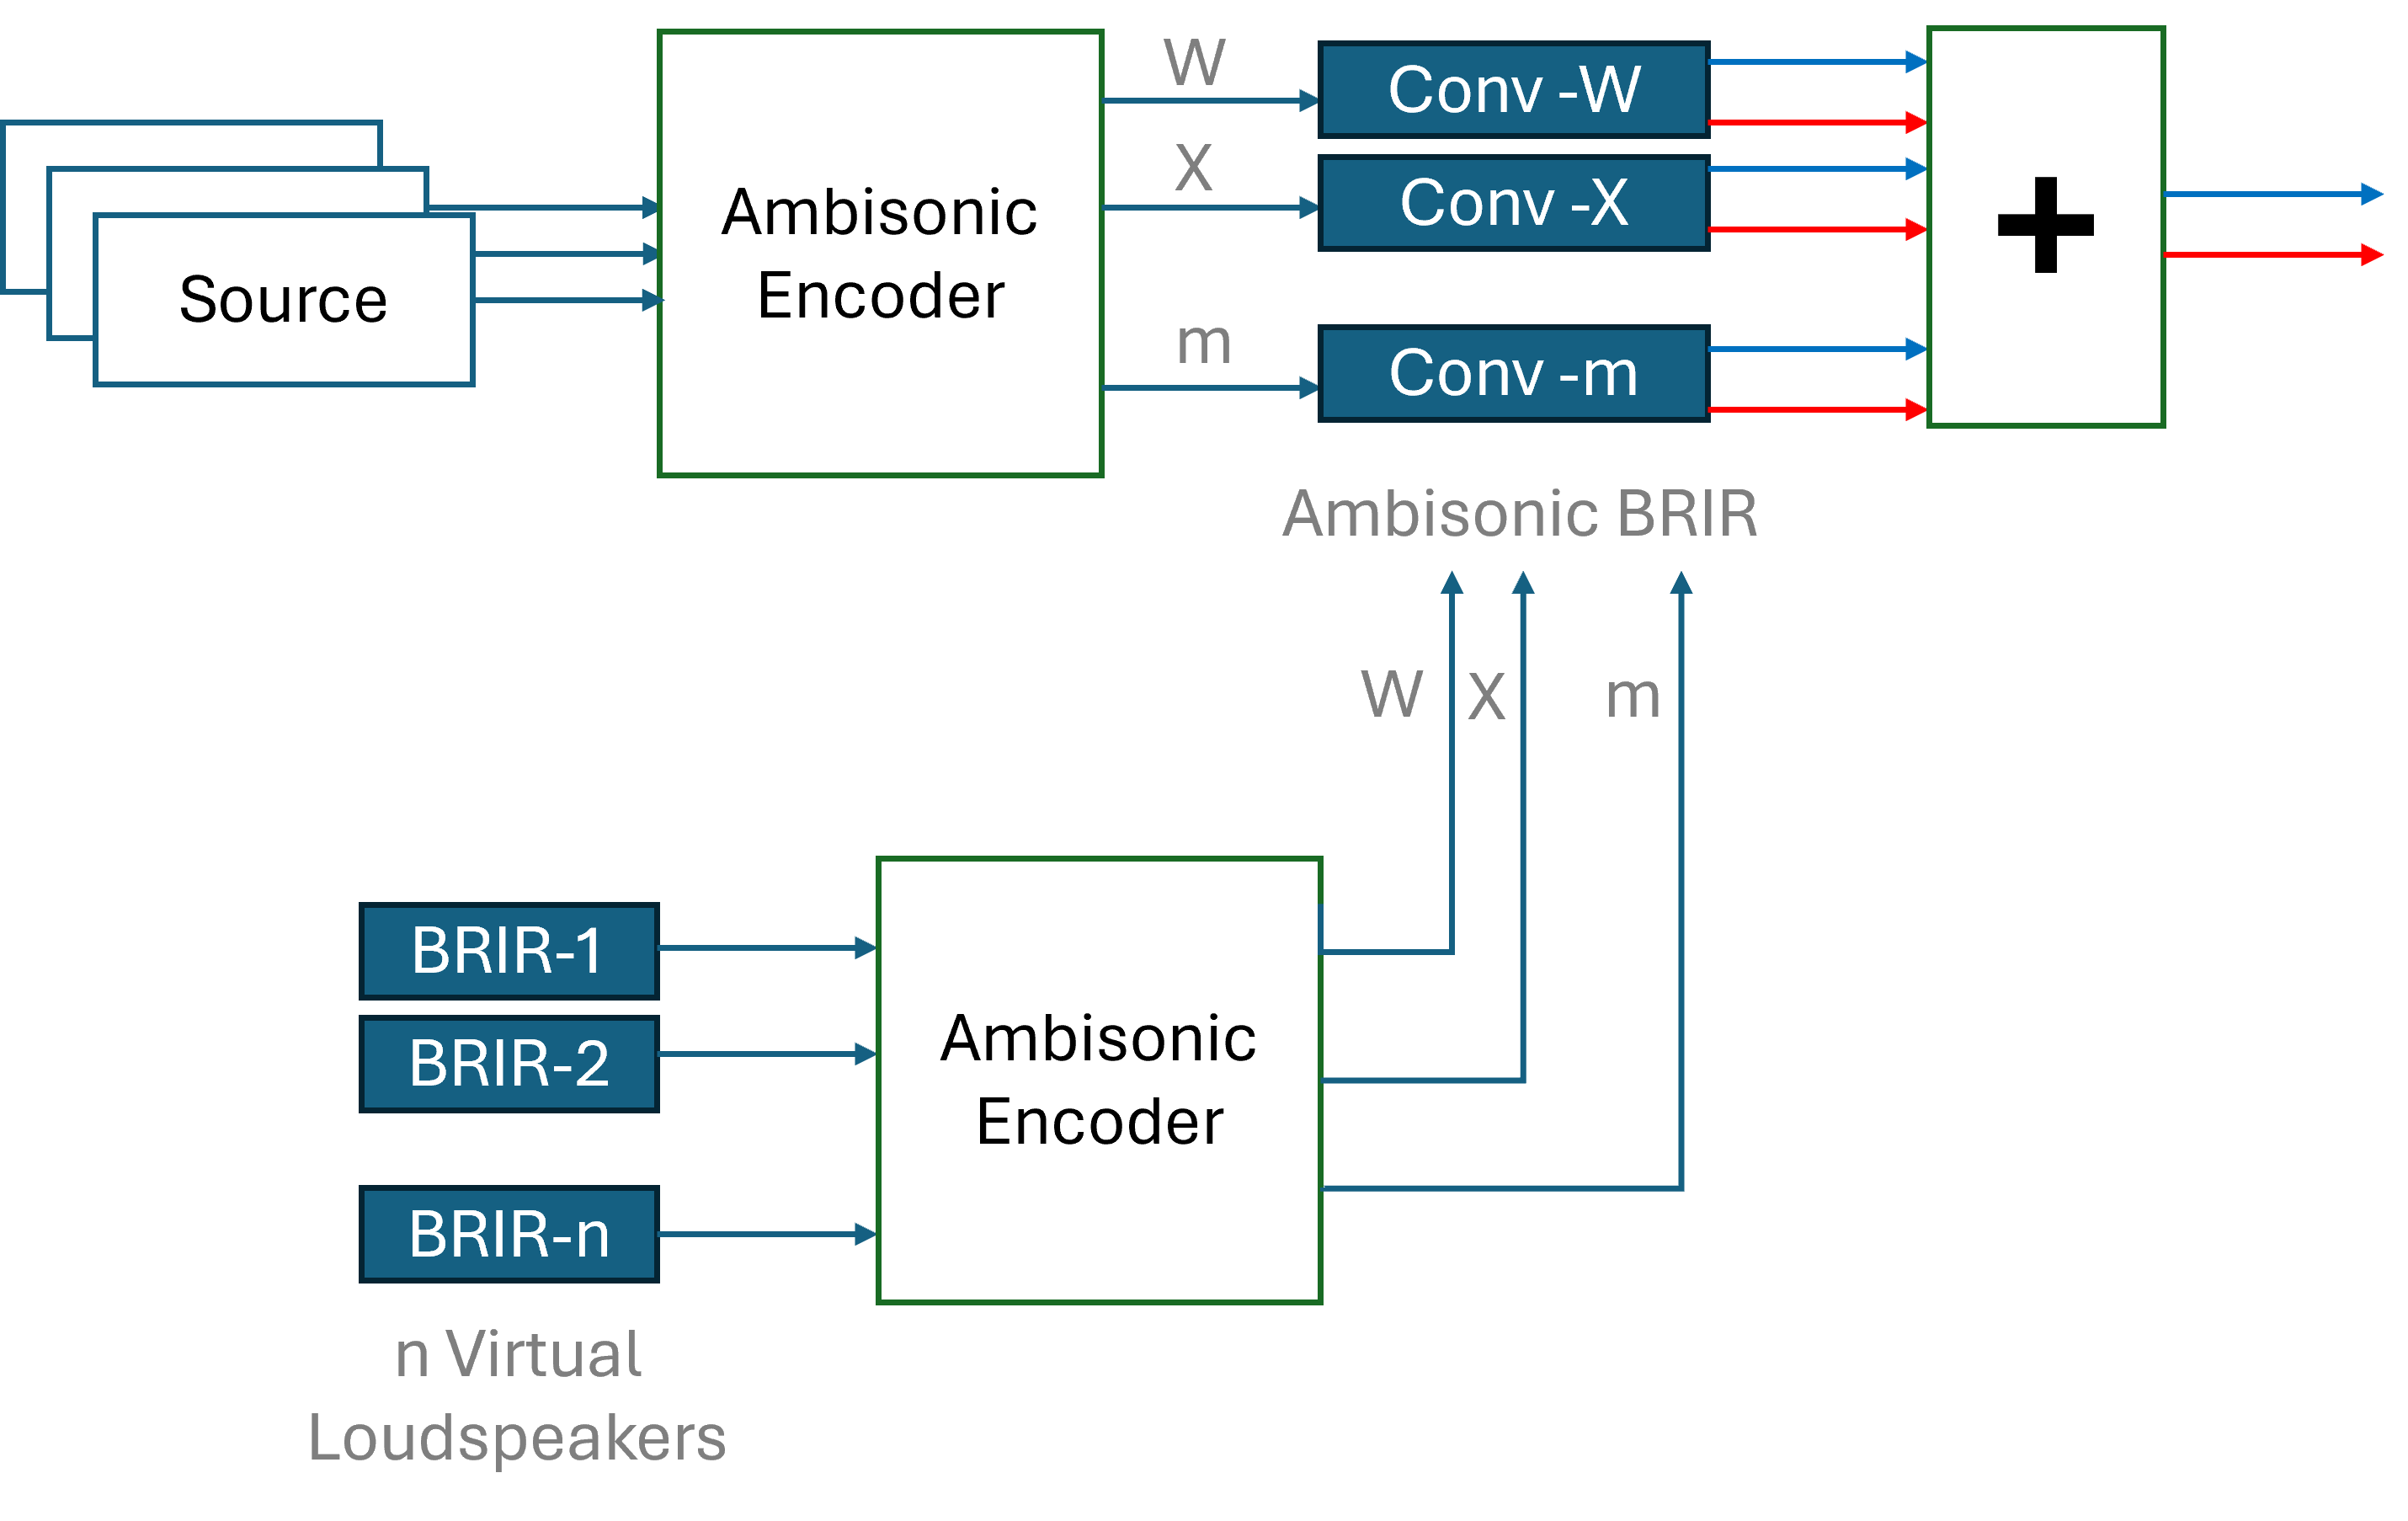 W
Conv -W
X
Conv -X
Ambisonic
Encoder
Source
m
Conv -m
+
Ambisonic BRIR
W
X
m
BRIR-1
BRIR-2
BRIR-n
Ambisonic
Encoder
n Virtual
Loudspeakers